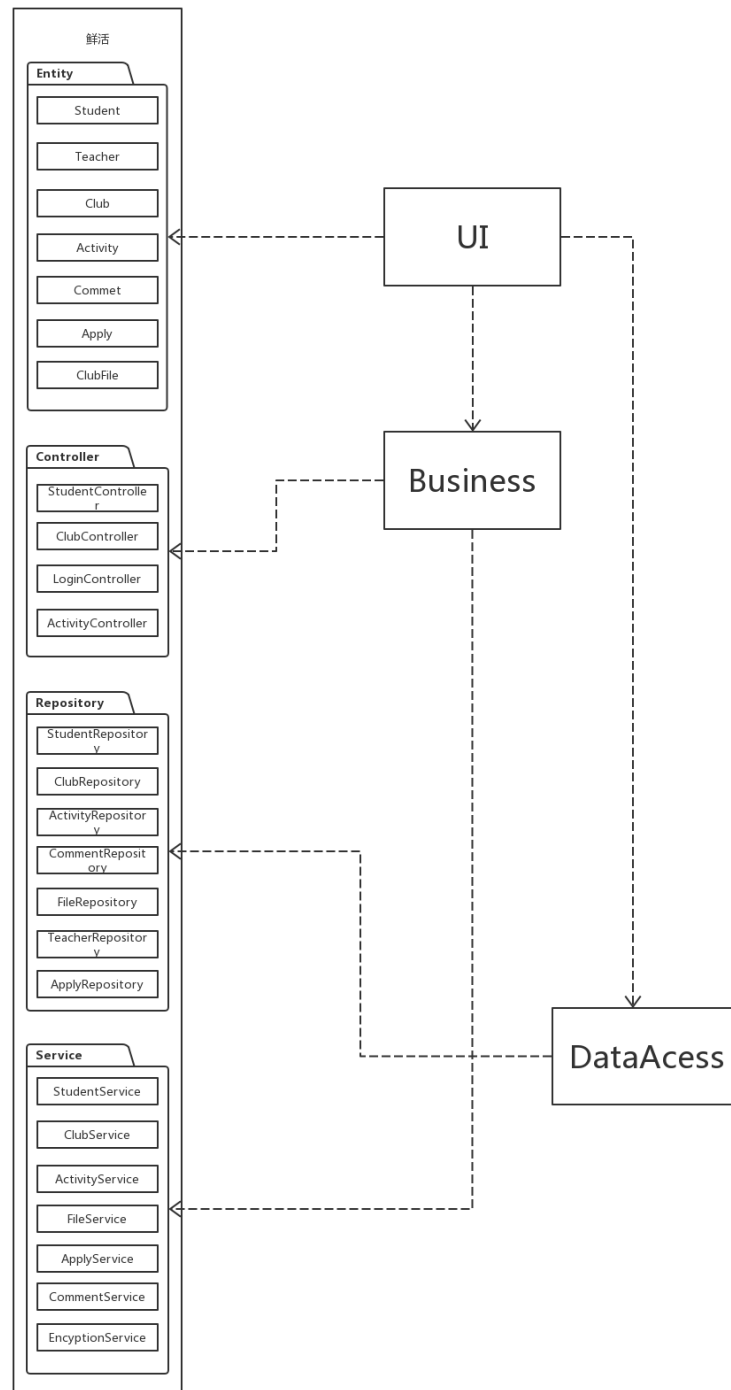 鲜活
Entity
Student
Teacher
Club
Activity
Commet
Apply
ClubFile
UI
Controller
StudentControlle
r
ClubController
LoginController
ActivityController
Business
Repository
StudentRepositor
y
ClubRepository
ActivityRepositor
y
CommentReposit
ory
FileRepository
TeacherRepositor
y
ApplyRepository
DataAcess
Service
StudentService
ClubService
ActivityService
FileService
ApplyService
CommentService
EncyptionService